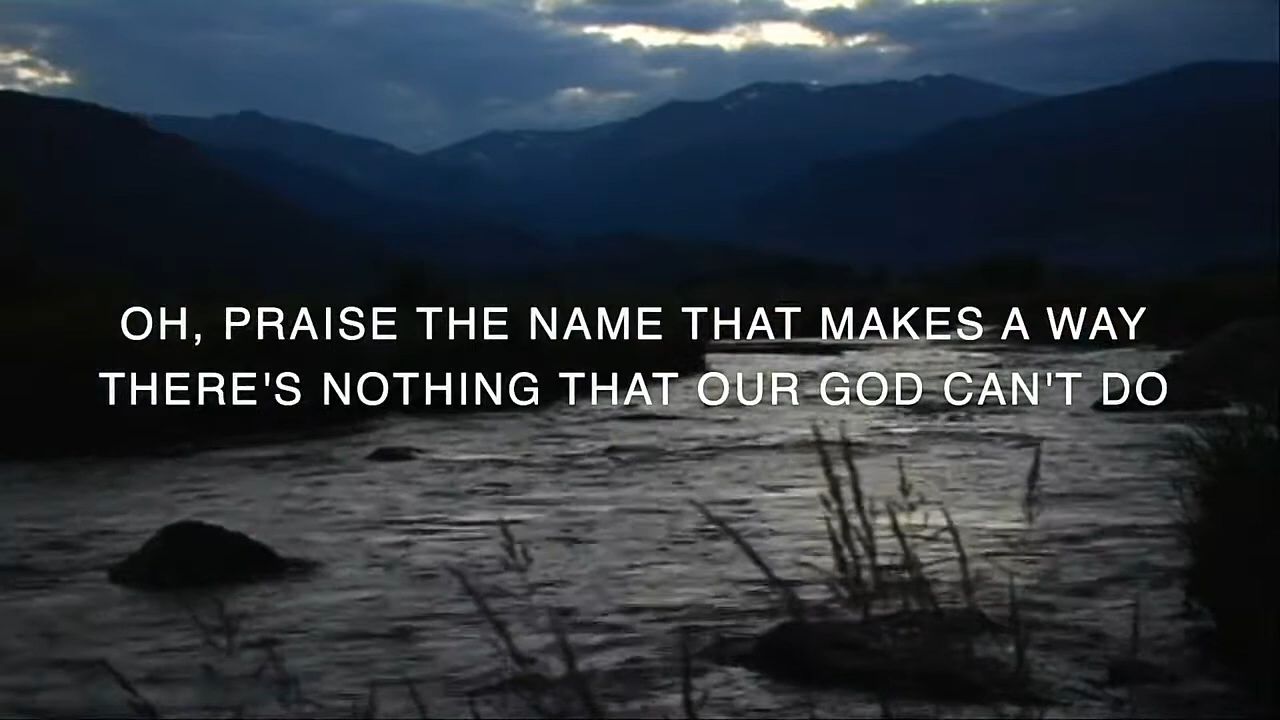 OH, PRAISE THE NAME THAT MAKES A WAY
THERE'S NOTHING THAT OUR GOD CAN'T DO